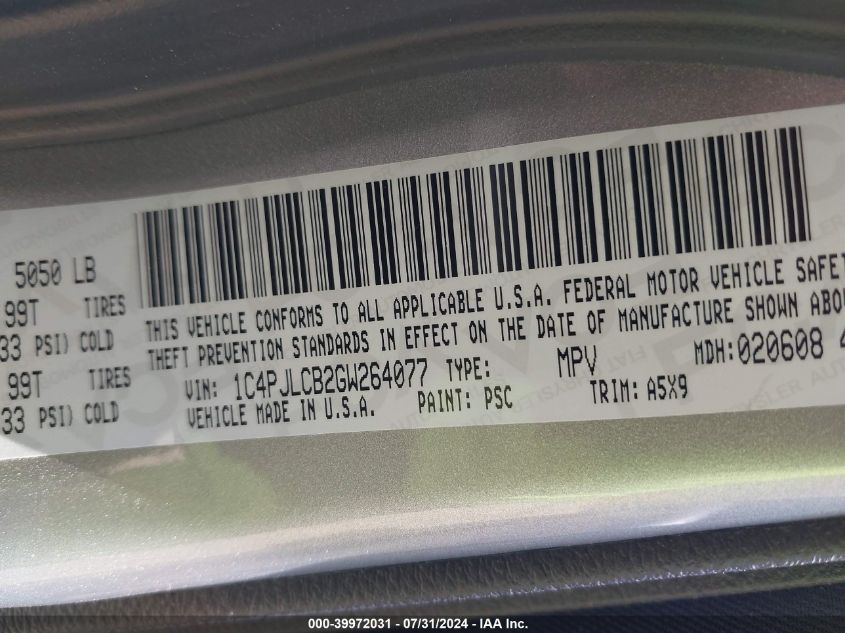 5050 LB
99T TIRES
33 PSI) COLD
99T TIRES
33 PSI) COLD
THIS VEHICLE CONFORMS TO ALL APPLICABLE U.S.A. FEDERAL MOTOR VEHICLE SAFET
THEFT PREVENTION STANDARDS IN EFFECT ON THE DATE OF MANUFACTURE SHOWN ABO
VIN: 1C4PJLCB2GW264077 TYPE: MPV MDH:020608 4
VEHICLE MADE IN U.S.A. PAINT: PSC TRIM: A5X9
000-39972031 - 07/31/2024 - IAA Inc.